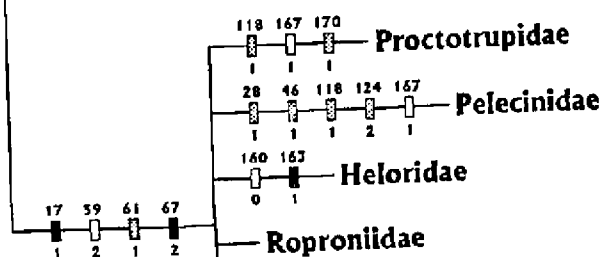 118 167 170
Proctotrupidae
1 1 1
28 46 118 124 167
Pelecinidae
1 1 1 2 1
160 163
Heloridae
0 1
17 39 61 67
1 2 1 2
Roproniidae